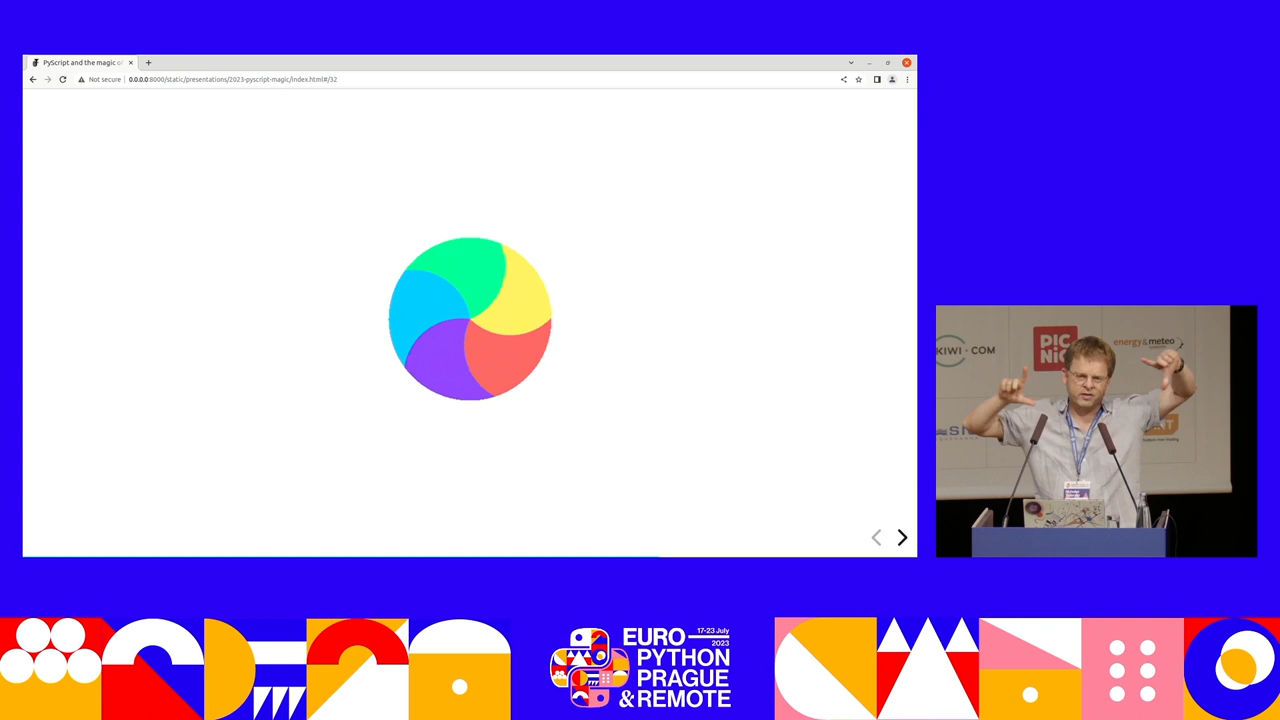 PyScript and the magic of
Not secure
0.0.0.0:8000/static/presentations/2023-pyscript-magic/index.html#/32
KIWI-COM
PIC
NIC
energy & meteo
EURO
17-23 July
2023
PYTHON
PRAGUE
& REMOTE